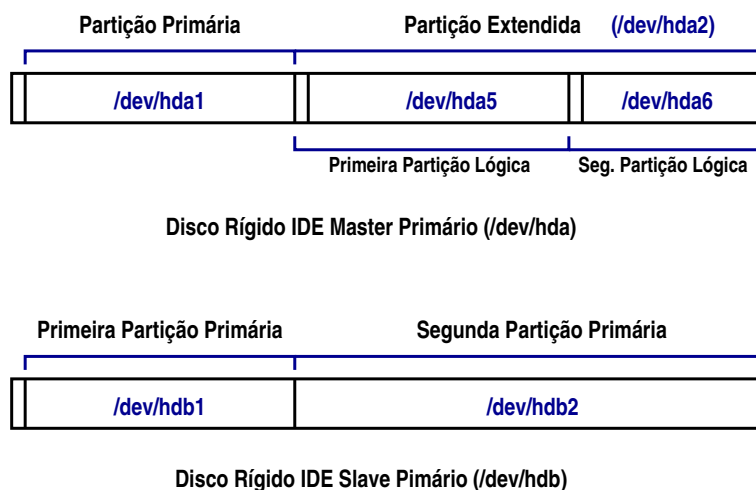 Partição Primária
Partição Extendida (/dev/hda2)
/dev/hda1
/dev/hda5
/dev/hda6
Primeira Partição Lógica
Seg. Partição Lógica
Disco Rígido IDE Master Primário (/dev/hda)
Primeira Partição Primária
Segunda Partição Primária
/dev/hdb1
/dev/hdb2
Disco Rígido IDE Slave Pimário (/dev/hdb)